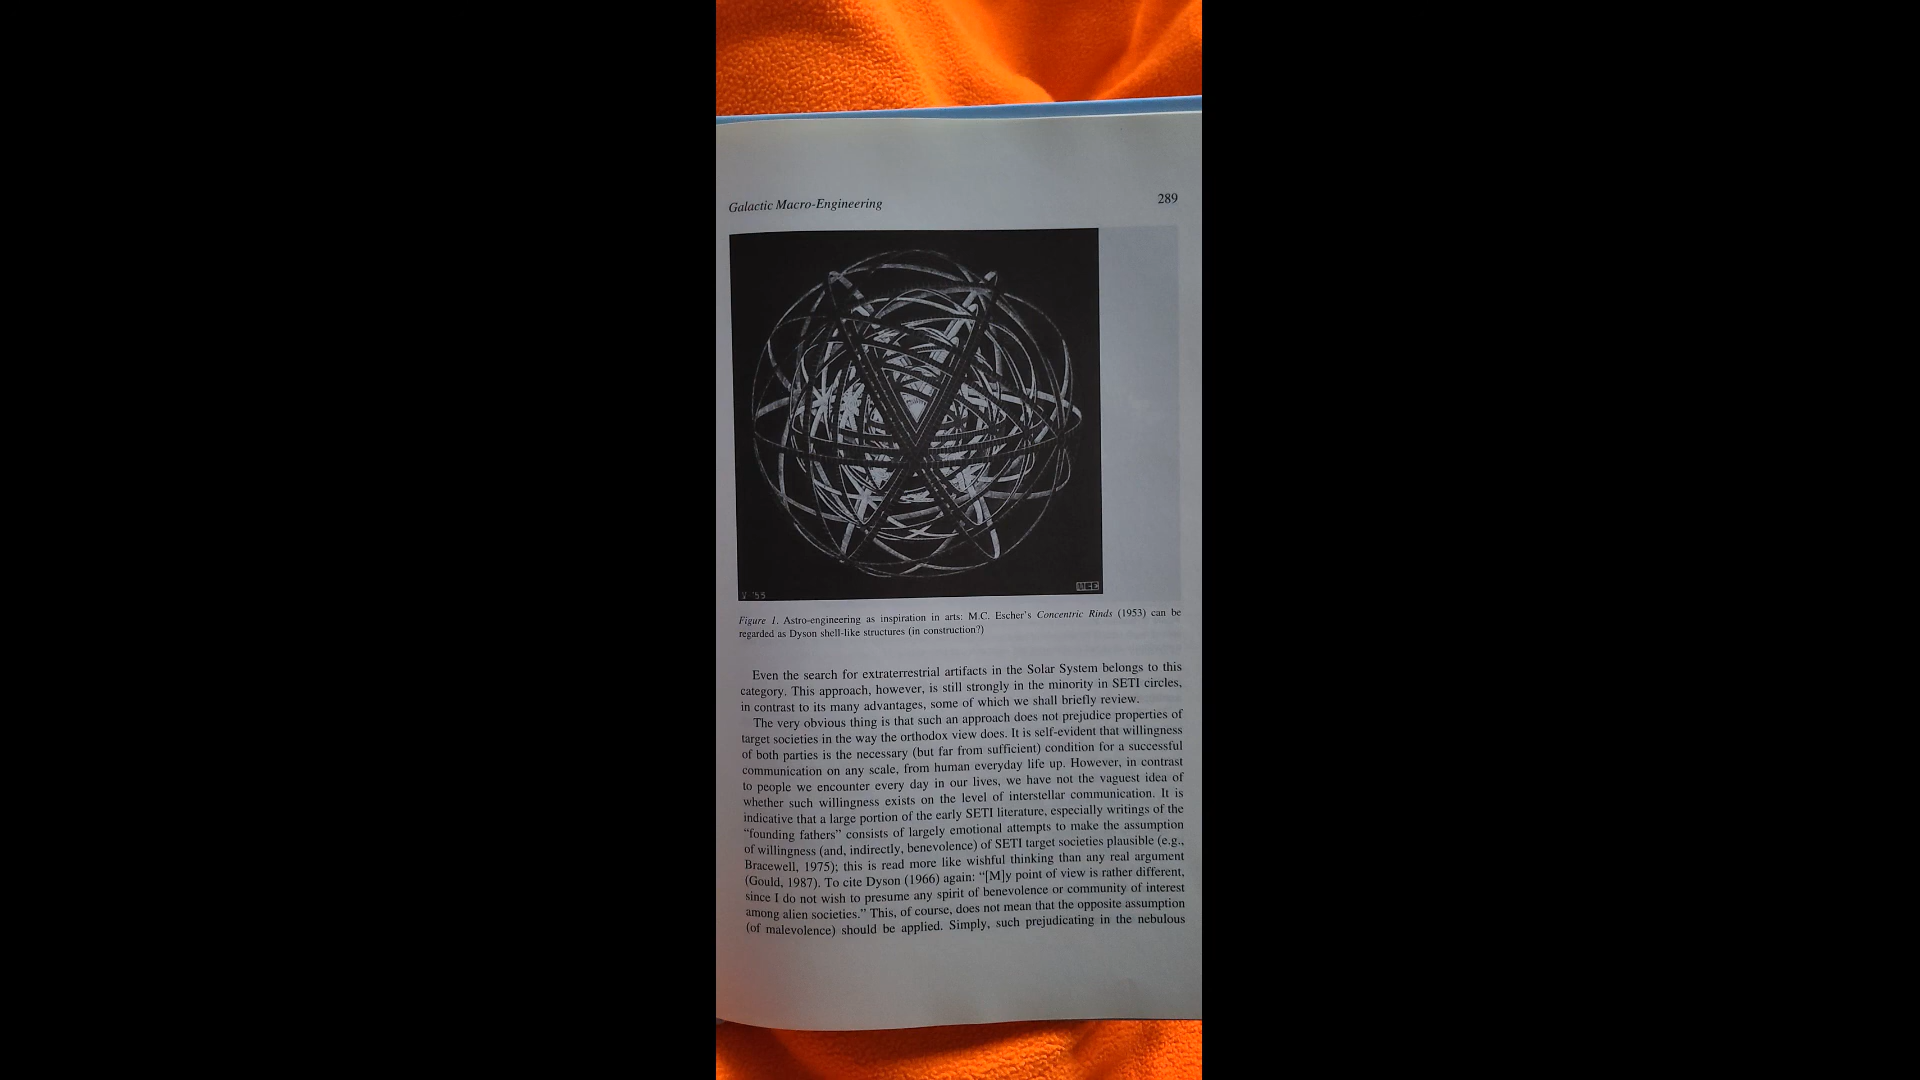 Galactic Macro-Engineering
289
V '55
MCE
Figure 1. Astro-engineering as inspiration in arts: M.C. Escher's Concentric Rinds (1953) can be
regarded as Dyson shell-like structures (in construction?)
Even the search for extraterrestrial artifacts in the Solar System belongs to this
category. This approach, however, is still strongly in the minority in SETI circles,
in contrast to its many advantages, some of which we shall briefly review.
The very obvious thing is that such an approach does not prejudice properties of
target societies in the way the orthodox view does. It is self-evident that willingness
of both parties is the necessary (but far from sufficient) condition for a successful
communication on any scale, from human everyday life up. However, in contrast
to people we encounter every day in our lives, we have not the vaguest idea of
whether such willingness exists on the level of interstellar communication. It is
indicative that a large portion of the early SETI literature, especially writings of the
“founding fathers” consists of largely emotional attempts to make the assumption
of willingness (and, indirectly, benevolence) of SETI target societies plausible (e.g.,
Bracewell, 1975); this is read more like wishful thinking than any real argument
(Gould, 1987). To cite Dyson (1966) again: “[M]y point of view is rather different,
since I do not wish to presume any spirit of benevolence or community of interest
among alien societies.” This, of course, does not mean that the opposite assumption
(of malevolence) should be applied. Simply, such prejudicating in the nebulous